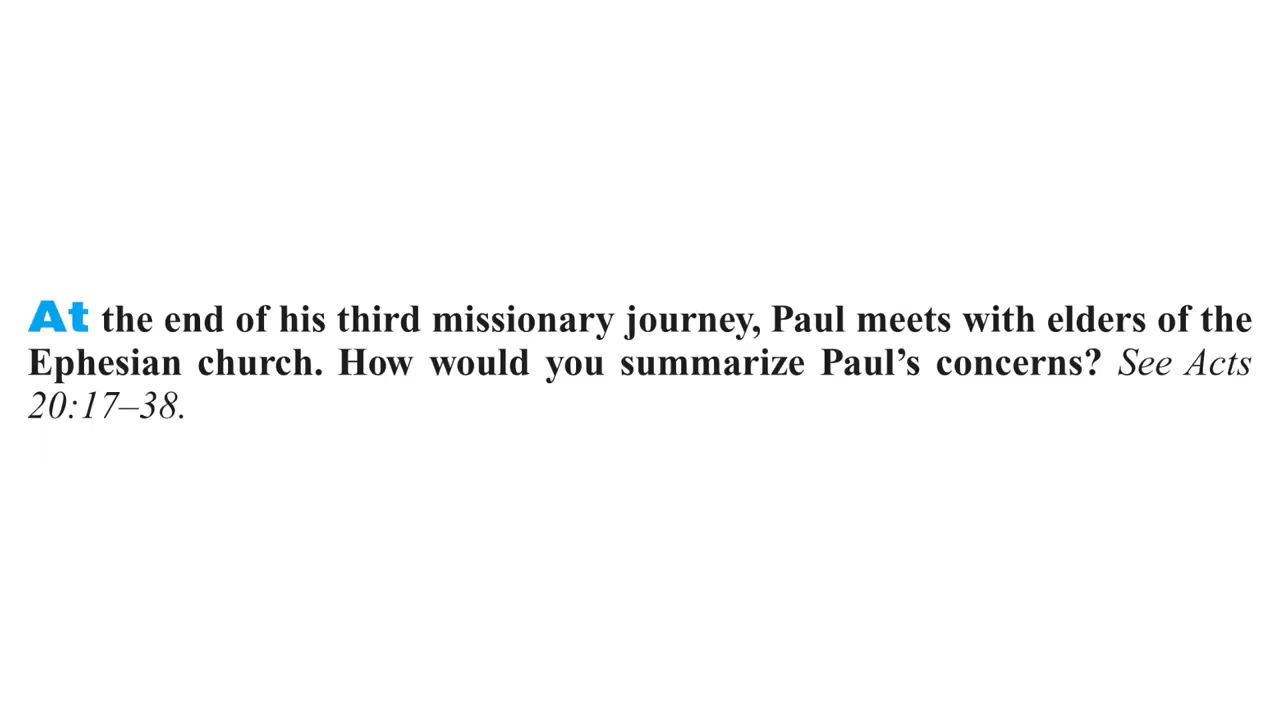 At the end of his third missionary journey, Paul meets with elders of the
Ephesian church. How would you summarize Paul’s concerns? See Acts
20:17–38.